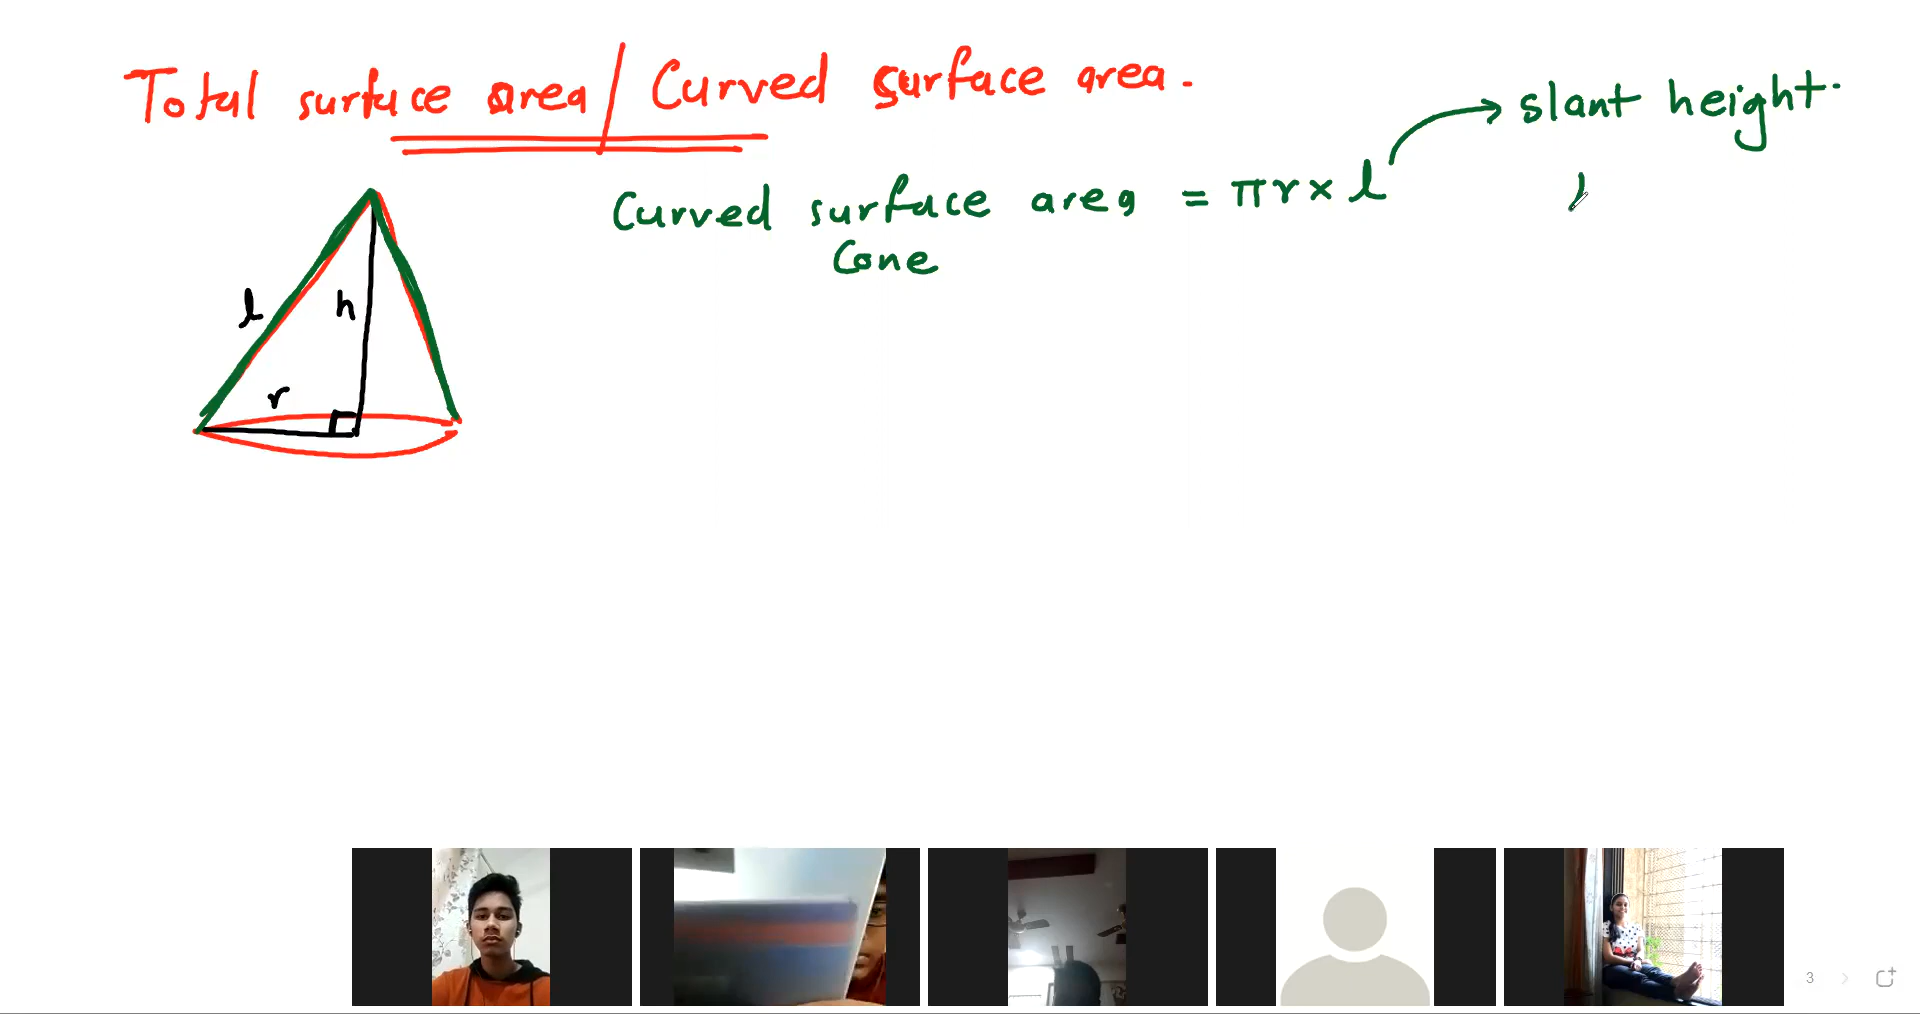 Total surface area / Curved surface area.
slant height.
Curved surface area = πr × l
Cone
l
h
r
3